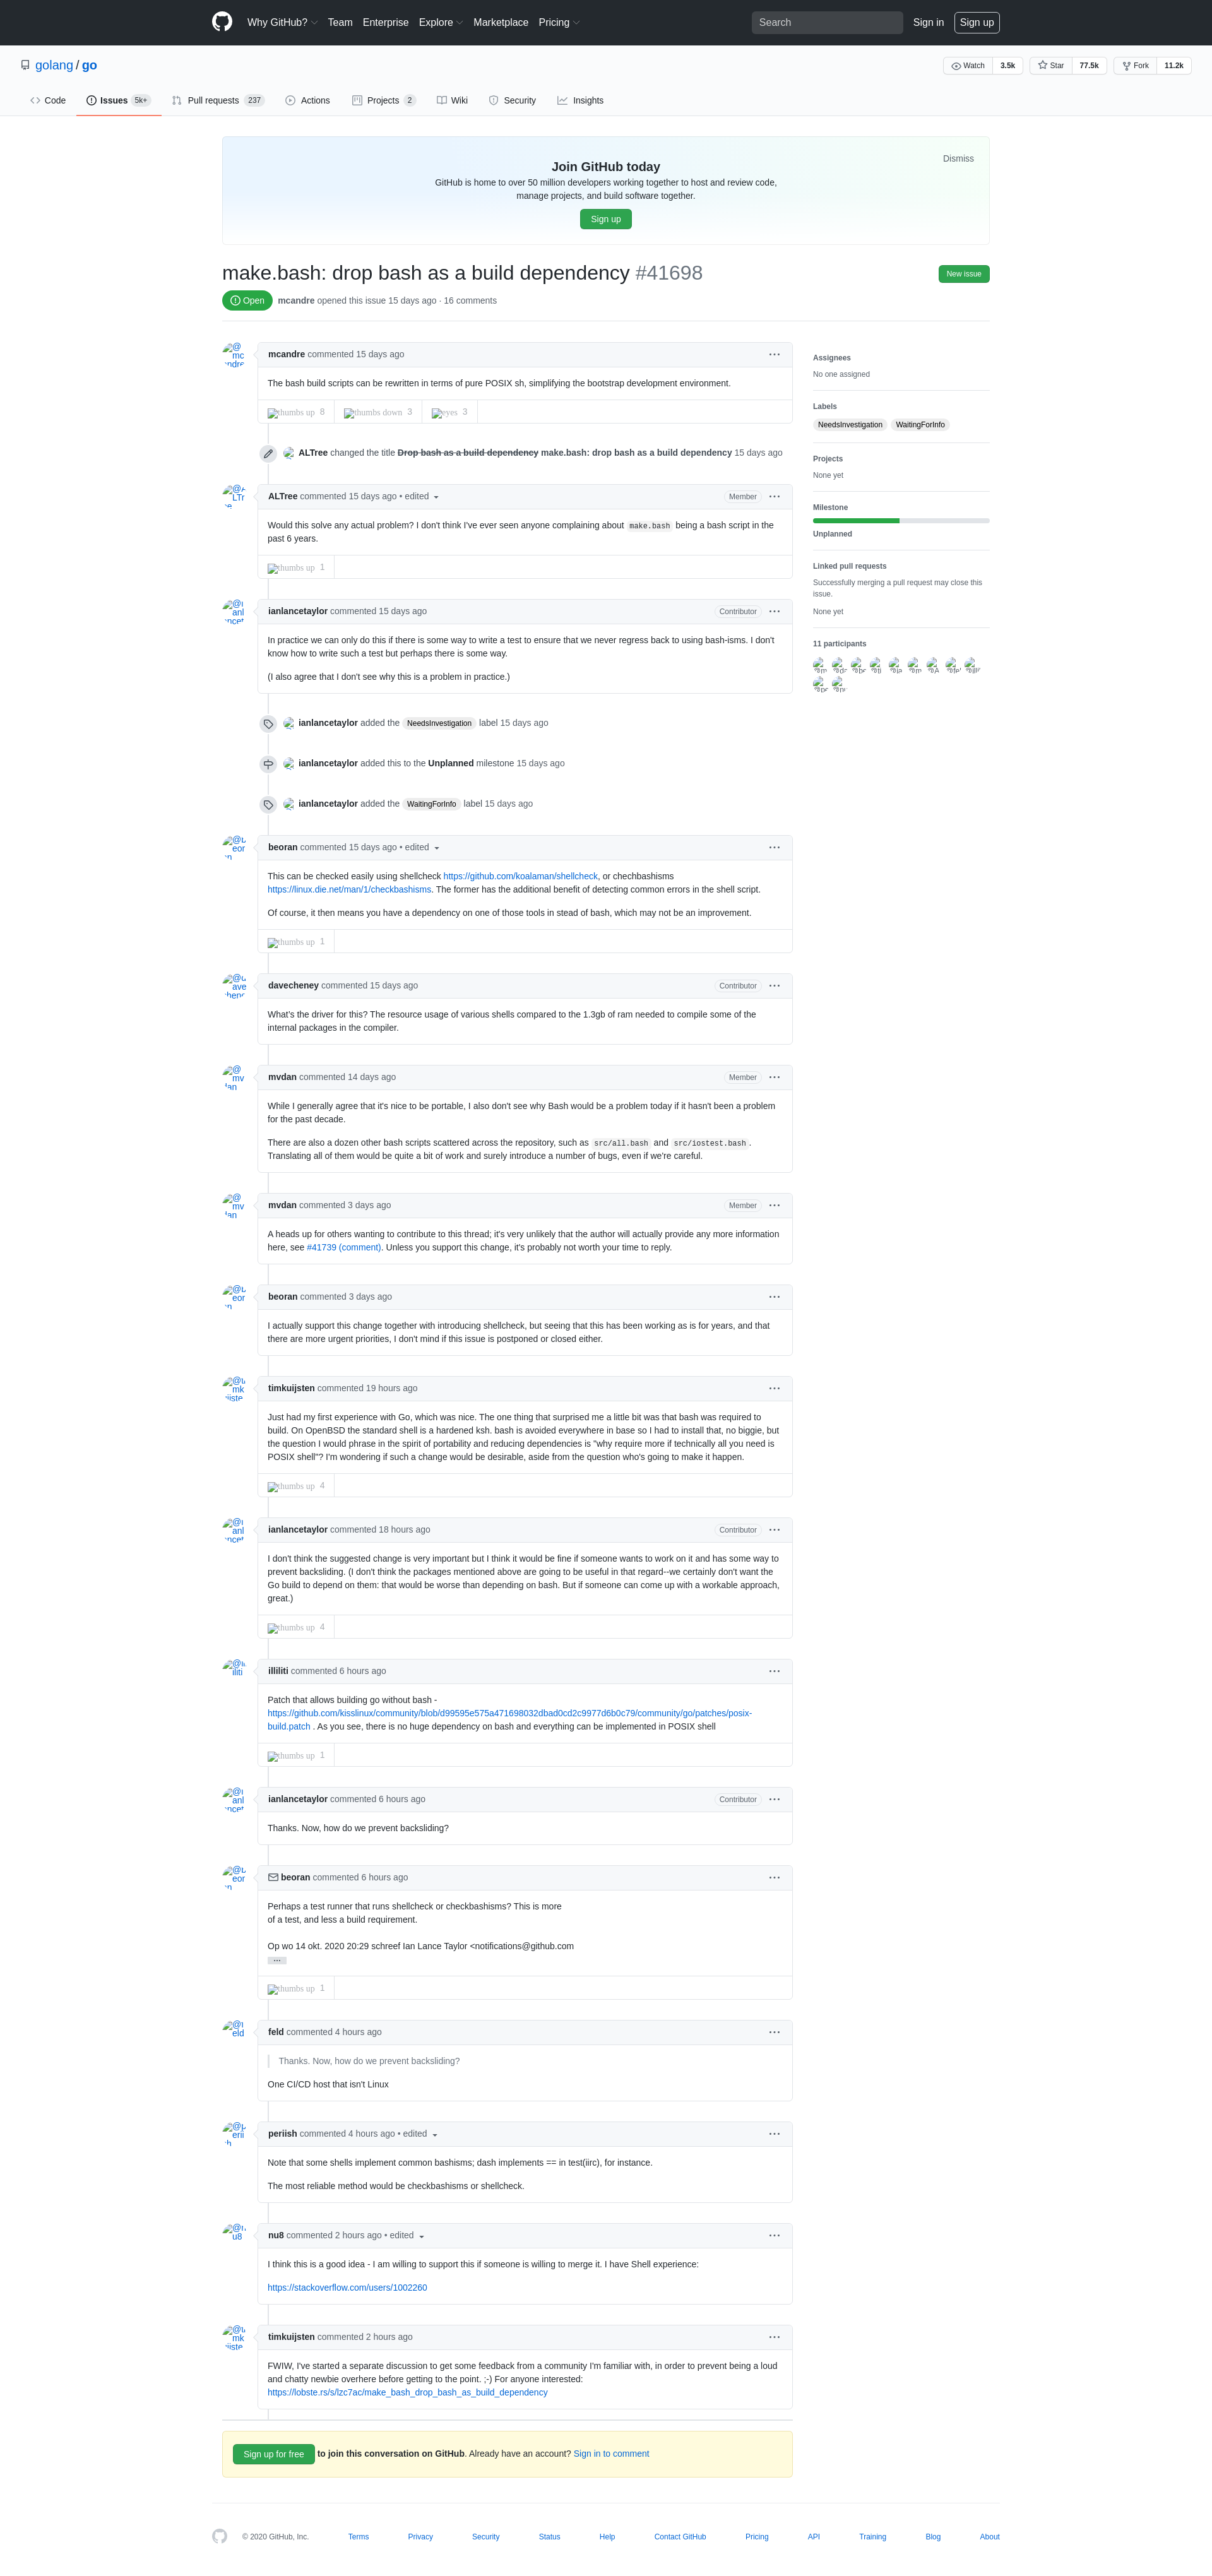 Why GitHub? Team Enterprise Explore Marketplace Pricing Search Sign in Sign up
golang / go Watch 3.5k Star 77.5k Fork 11.2k
Code Issues 5k+ Pull requests 237 Actions Projects 2 Wiki Security Insights
Dismiss
Join GitHub today
GitHub is home to over 50 million developers working together to host and review code,
manage projects, and build software together.
Sign up
make.bash: drop bash as a build dependency #41698
New issue
Open mcandre opened this issue 15 days ago · 16 comments
mcandre commented 15 days ago
The bash build scripts can be rewritten in terms of pure POSIX sh, simplifying the bootstrap development environment.
thumbs up 8 thumbs down 3 eyes 3
ALTree changed the title Drop bash as a build dependency make.bash: drop bash as a build dependency 15 days ago
ALTree commented 15 days ago • edited Member
Would this solve any actual problem? I don't think I've ever seen anyone complaining about make.bash being a bash script in the
past 6 years.
thumbs up 1
ianlancetaylor commented 15 days ago Contributor
In practice we can only do this if there is some way to write a test to ensure that we never regress back to using bash-isms. I don't
know how to write such a test but perhaps there is some way.
(I also agree that I don't see why this is a problem in practice.)
ianlancetaylor added the NeedsInvestigation label 15 days ago
ianlancetaylor added this to the Unplanned milestone 15 days ago
ianlancetaylor added the WaitingForInfo label 15 days ago
beoran commented 15 days ago • edited
This can be checked easily using shellcheck https://github.com/koalaman/shellcheck, or chechbashisms
https://linux.die.net/man/1/checkbashisms. The former has the additional benefit of detecting common errors in the shell script.
Of course, it then means you have a dependency on one of those tools in stead of bash, which may not be an improvement.
thumbs up 1
davecheney commented 15 days ago Contributor
What's the driver for this? The resource usage of various shells compared to the 1.3gb of ram needed to compile some of the
internal packages in the compiler.
mvdan commented 14 days ago Member
While I generally agree that it's nice to be portable, I also don't see why Bash would be a problem today if it hasn't been a problem
for the past decade.
There are also a dozen other bash scripts scattered across the repository, such as src/all.bash and src/iostest.bash.
Translating all of them would be quite a bit of work and surely introduce a number of bugs, even if we're careful.
mvdan commented 3 days ago Member
A heads up for others wanting to contribute to this thread; it's very unlikely that the author will actually provide any more information
here, see #41739 (comment). Unless you support this change, it's probably not worth your time to reply.
beoran commented 3 days ago
I actually support this change together with introducing shellcheck, but seeing that this has been working as is for years, and that
there are more urgent priorities, I don't mind if this issue is postponed or closed either.
timkuijsten commented 19 hours ago
Just had my first experience with Go, which was nice. The one thing that surprised me a little bit was that bash was required to
build. On OpenBSD the standard shell is a hardened ksh. bash is avoided everywhere in base so I had to install that, no biggie, but
the question I would phrase in the spirit of portability and reducing dependencies is "why require more if technically all you need is
POSIX shell"? I'm wondering if such a change would be desirable, aside from the question who's going to make it happen.
thumbs up 4
ianlancetaylor commented 18 hours ago Contributor
I don't think the suggested change is very important but I think it would be fine if someone wants to work on it and has some way to
prevent backsliding. (I don't think the packages mentioned above are going to be useful in that regard--we certainly don't want the
Go build to depend on them: that would be worse than depending on bash. But if someone can come up with a workable approach,
great.)
thumbs up 4
illiliti commented 6 hours ago
Patch that allows building go without bash -
https://github.com/kisslinux/community/blob/d99595e575a471698032dbad0cd2c9977d6b0c79/community/go/patches/posix-
build.patch . As you see, there is no huge dependency on bash and everything can be implemented in POSIX shell
thumbs up 1
ianlancetaylor commented 6 hours ago Contributor
Thanks. Now, how do we prevent backsliding?
beoran commented 6 hours ago
Perhaps a test runner that runs shellcheck or checkbashisms? This is more
of a test, and less a build requirement.
Op wo 14 okt. 2020 20:29 schreef Ian Lance Taylor <notifications@github.com
…
thumbs up 1
feld commented 4 hours ago
Thanks. Now, how do we prevent backsliding?
One CI/CD host that isn't Linux
periish commented 4 hours ago • edited
Note that some shells implement common bashisms; dash implements == in test(iirc), for instance.
The most reliable method would be checkbashisms or shellcheck.
nu8 commented 2 hours ago • edited
I think this is a good idea - I am willing to support this if someone is willing to merge it. I have Shell experience:
https://stackoverflow.com/users/1002260
timkuijsten commented 2 hours ago
FWIW, I've started a separate discussion to get some feedback from a community I'm familiar with, in order to prevent being a loud
and chatty newbie overhere before getting to the point. ;-) For anyone interested:
https://lobste.rs/s/lzc7ac/make_bash_drop_bash_as_build_dependency
Sign up for free to join this conversation on GitHub. Already have an account? Sign in to comment
Assignees
No one assigned
Labels
NeedsInvestigation WaitingForInfo
Projects
None yet
Milestone
Unplanned
Linked pull requests
Successfully merging a pull request may close this
issue.
None yet
11 participants
© 2020 GitHub, Inc. Terms Privacy Security Status Help Contact GitHub Pricing API Training Blog About